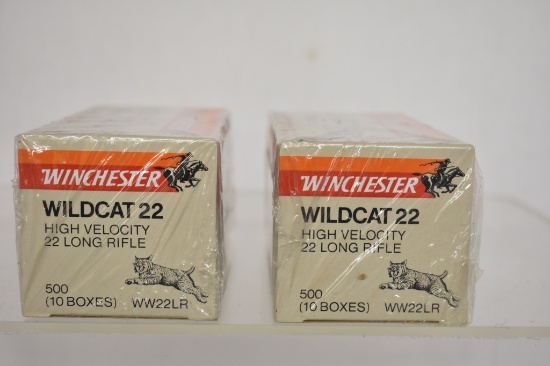 WINCHESTER
WILDCAT 22
HIGH VELOCITY
22 LONG RIFLE
500
(10 BOXES) WW22LR
WINCHESTER
WILDCAT 22
HIGH VELOCITY
22 LONG RIFLE
500
(10 BOXES) WW22LR